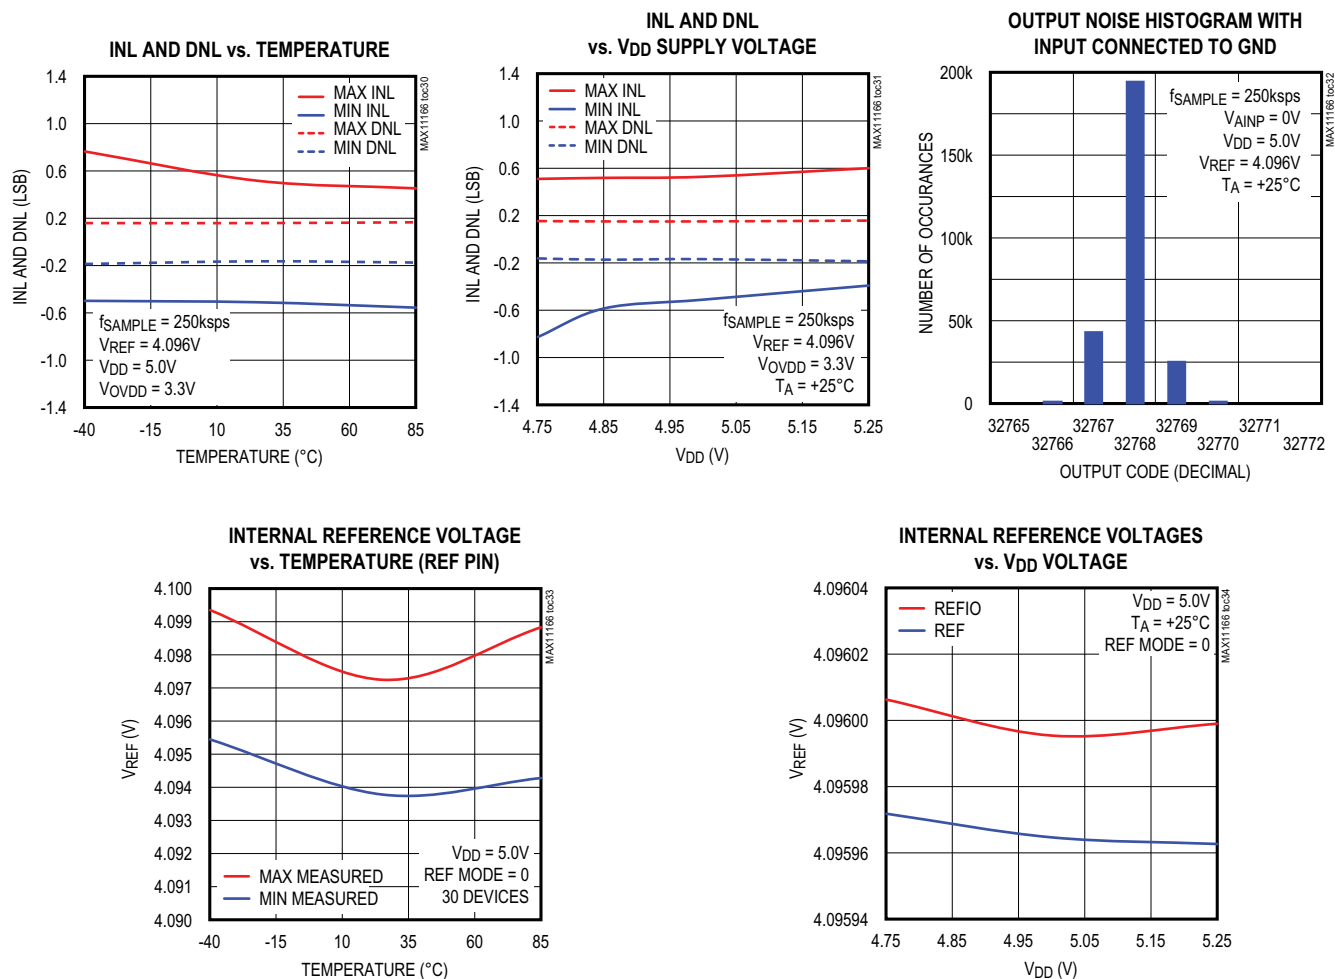 INL AND DNL vs. TEMPERATURE
1.4
1.0
0.6
0.2
-0.2
-0.6
-1.0
-1.4
INL AND DNL (LSB)
MAX INL
MIN INL
MAX DNL
MIN DNL
MAX11166 toc30
fSAMPLE = 250ksps
VREF = 4.096V
VDD = 5.0V
VOVDD = 3.3V
-40 -15 10 35 60 85
TEMPERATURE (°C)
INL AND DNL
vs. VDD SUPPLY VOLTAGE
1.4
1.0
0.6
0.2
-0.2
-0.6
-1.0
-1.4
INL AND DNL (LSB)
MAX INL
MIN INL
MAX DNL
MIN DNL
MAX11166 toc31
fSAMPLE = 250ksps
VREF = 4.096V
VOVDD = 3.3V
TA = +25°C
4.75 4.85 4.95 5.05 5.15 5.25
VDD (V)
OUTPUT NOISE HISTOGRAM WITH
INPUT CONNECTED TO GND
200k
150k
100k
50k
0
NUMBER OF OCCURANCES
fSAMPLE = 250ksps
VAINP = 0V
VDD = 5.0V
VREF = 4.096V
TA = +25°C
MAX11166 toc32
32765 32767 32769 32771
32766 32768 32770 32772
OUTPUT CODE (DECIMAL)
INTERNAL REFERENCE VOLTAGE
vs. TEMPERATURE (REF PIN)
4.100
4.099
4.098
4.097
4.096
4.095
4.094
4.093
4.092
4.091
4.090
VREF (V)
MAX11166 toc33
VDD = 5.0V
REF MODE = 0
30 DEVICES
MAX MEASURED
MIN MEASURED
-40 -15 10 35 60 85
TEMPERATURE (°C)
INTERNAL REFERENCE VOLTAGES
vs. VDD VOLTAGE
4.09604
4.09602
4.09600
4.09598
4.09596
4.09594
VREF (V)
REFIO
REF
VDD = 5.0V
TA = +25°C
REF MODE = 0
MAX11166 toc34
4.75 4.85 4.95 5.05 5.15 5.25
VDD (V)